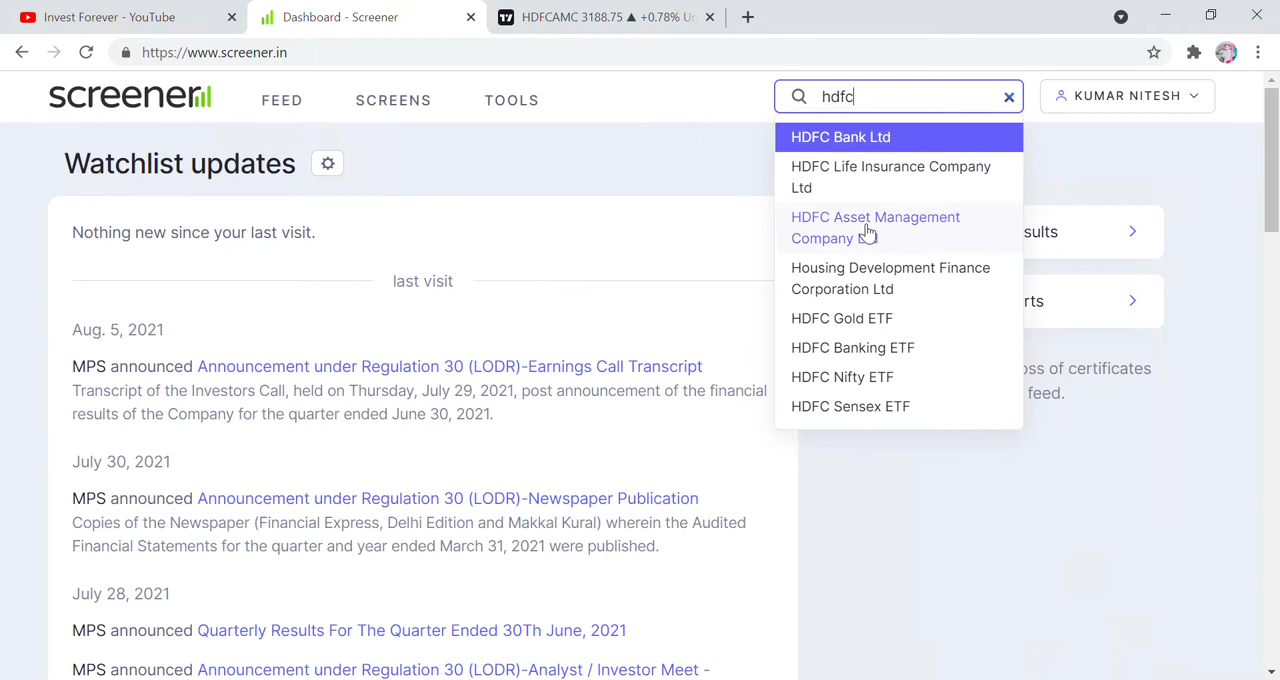 Invest Forever - YouTube
Dashboard - Screener
HDFCAMC 3188.75 ▲ +0.78% Un
https://www.screener.in
screener
FEED
SCREENS
TOOLS
hdfc
KUMAR NITESH
HDFC Bank Ltd
HDFC Life Insurance Company
Ltd
HDFC Asset Management
Company
Housing Development Finance
Corporation Ltd
HDFC Gold ETF
HDFC Banking ETF
HDFC Nifty ETF
HDFC Sensex ETF
Watchlist updates
Nothing new since your last visit.
last visit
Aug. 5, 2021
MPS announced Announcement under Regulation 30 (LODR)-Earnings Call Transcript
Transcript of the Investors Call, held on Thursday, July 29, 2021, post announcement of the financial
results of the Company for the quarter ended June 30, 2021.
July 30, 2021
MPS announced Announcement under Regulation 30 (LODR)-Newspaper Publication
Copies of the Newspaper (Financial Express, Delhi Edition and Makkal Kural) wherein the Audited
Financial Statements for the quarter and year ended March 31, 2021 were published.
July 28, 2021
MPS announced Quarterly Results For The Quarter Ended 30Th June, 2021
MPS announced Announcement under Regulation 30 (LODR)-Analyst / Investor Meet -
sults
rts
oss of certificates
feed.